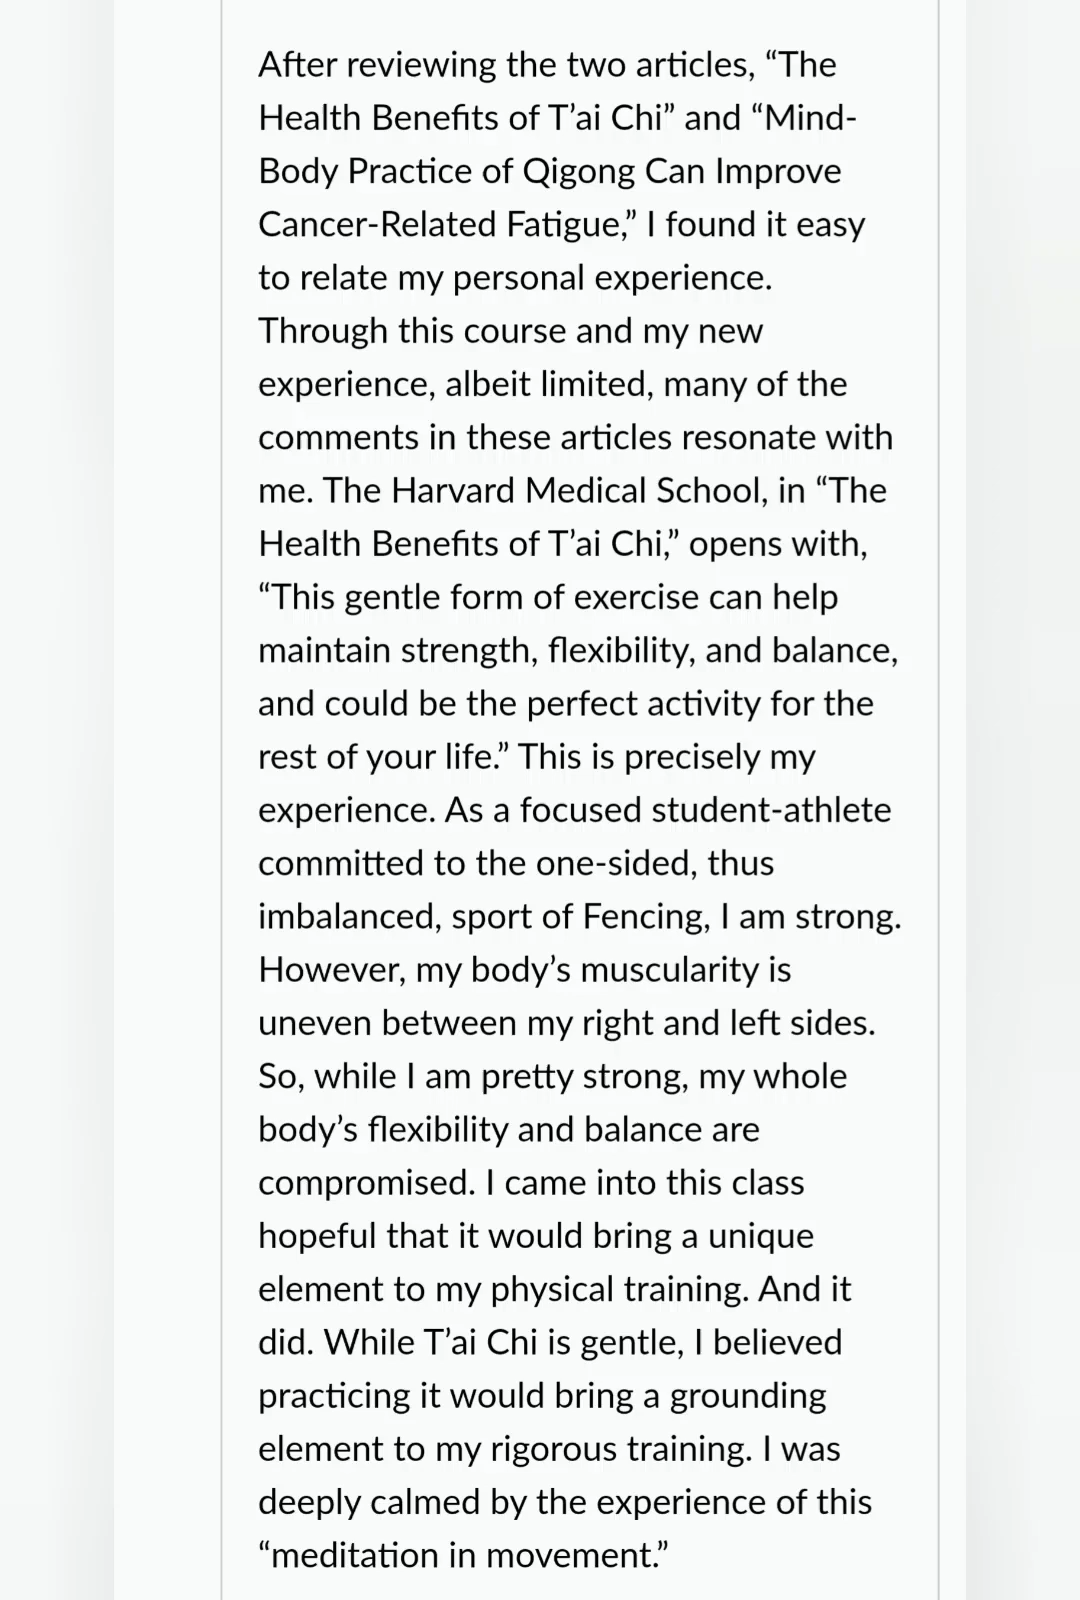 After reviewing the two articles, “The
Health Benefits of T’ai Chi” and “Mind-
Body Practice of Qigong Can Improve
Cancer-Related Fatigue,” I found it easy
to relate my personal experience.
Through this course and my new
experience, albeit limited, many of the
comments in these articles resonate with
me. The Harvard Medical School, in “The
Health Benefits of T’ai Chi,” opens with,
“This gentle form of exercise can help
maintain strength, flexibility, and balance,
and could be the perfect activity for the
rest of your life.” This is precisely my
experience. As a focused student-athlete
committed to the one-sided, thus
imbalanced, sport of Fencing, I am strong.
However, my body’s muscularity is
uneven between my right and left sides.
So, while I am pretty strong, my whole
body’s flexibility and balance are
compromised. I came into this class
hopeful that it would bring a unique
element to my physical training. And it
did. While T’ai Chi is gentle, I believed
practicing it would bring a grounding
element to my rigorous training. I was
deeply calmed by the experience of this
“meditation in movement.”